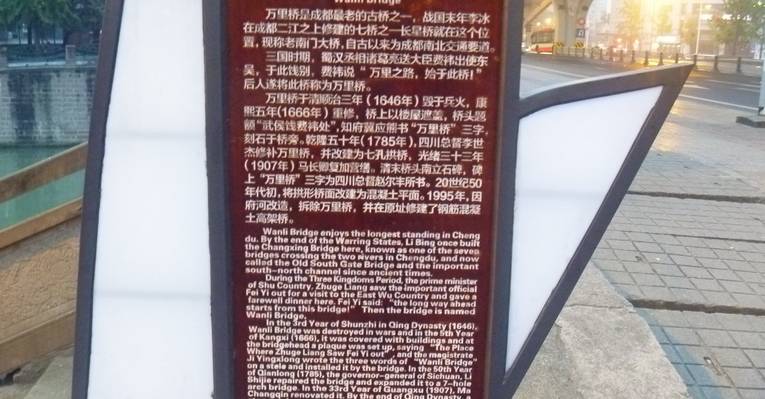 Wanli Bridge
万里桥是成都最老的古桥之一，战国末年李冰
在成都二江之上修建的七桥之一长星桥就在这个位
置，现称老南门大桥，自古以来为成都南北交通要道。
三国时期，蜀汉丞相诸葛亮送大臣费祎出使东
吴，于此饯别，费祎说“万里之路，始于此桥！”
后人遂将此桥称为万里桥。
万里桥于清顺治三年（1646年）毁于兵火，康
熙五年(1666年）重修，桥上以楼屋遮盖，桥头题
额“武侯饯费祎处”，知府冀应熊书“万里桥”三字，
刻石于桥旁。乾隆五十年（1785年），四川总督李世
杰修补万里桥，并改建为七孔拱桥，光绪三十三年
（1907年）马长卿复加营缮。清末桥头南立石碑，碑
上“万里桥”三字为四川总督赵尔丰所书。20世纪50
年代初，将拱形桥面改建为混凝土平面。1995年，因
府河改造，拆除万里桥，并在原址修建了钢筋混凝
土高架桥。
Wanli Bridge enjoys the longest standing in Cheng
du. By the end of the Warring States, Li Bing once built
the Changxing Bridge here, known as one of the seven
bridges crossing the two rivers in Chengdu, and now
called the Old South Gate Bridge and the important
south-north channel since ancient times.
During the Three Kingdoms Period, the prime minister
of Shu Country, Zhuge Liang saw the important official
Fei Yi out for a visit to the East Wu Country and gave a
farewell dinner here. Fei Yi said: “the long way ahead
starts from this bridge!” Then the bridge is named
Wanli Bridge.
In the 3rd Year of Shunzhi in Qing Dynasty (1646),
Wanli Bridge was destroyed in wars and in the 5th Year
of Kangxi (1666), it was covered with buildings and at
the bridgehead a plaque was set up, saying “The Place
Where Zhuge Liang Saw Fei Yi out”, and the magistrate
Ji Yingxiong wrote the three words of “Wanli Bridge”
on a stele and installed it by the bridge. In the 50th Year
of Qianlong (1785), the governor-general of Sichuan, Li
Shijie repaired the bridge and expanded it to a 7-hole
arch bridge. In the 33rd Year of Guangxu (1907), Ma
Changqin renovated it. By the end of Qing Dynasty, a